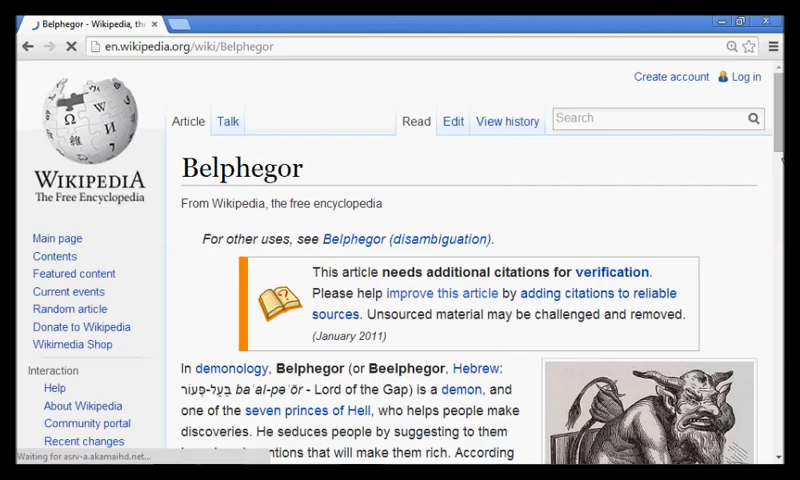 Belphegor - Wikipedia, the
en.wikipedia.org/wiki/Belphegor
Create account Log in
Article Talk Read Edit View history Search
WIKIPEDIA
The Free Encyclopedia
Belphegor
From Wikipedia, the free encyclopedia
For other uses, see Belphegor (disambiguation).
This article needs additional citations for verification.
Please help improve this article by adding citations to reliable
sources. Unsourced material may be challenged and removed.
(January 2011)
In demonology, Belphegor (or Beelphegor, Hebrew:
בַּעַל-פְּעוֹר baʿal-pəʿōr - Lord of the Gap) is a demon, and
one of the seven princes of Hell, who helps people make
discoveries. He seduces people by suggesting to them
that will make them rich. According
Main page
Contents
Featured content
Current events
Random article
Donate to Wikipedia
Wikimedia Shop
Interaction
Help
About Wikipedia
Community portal
Recent changes
Waiting for asrv-a.akamaihd.net...